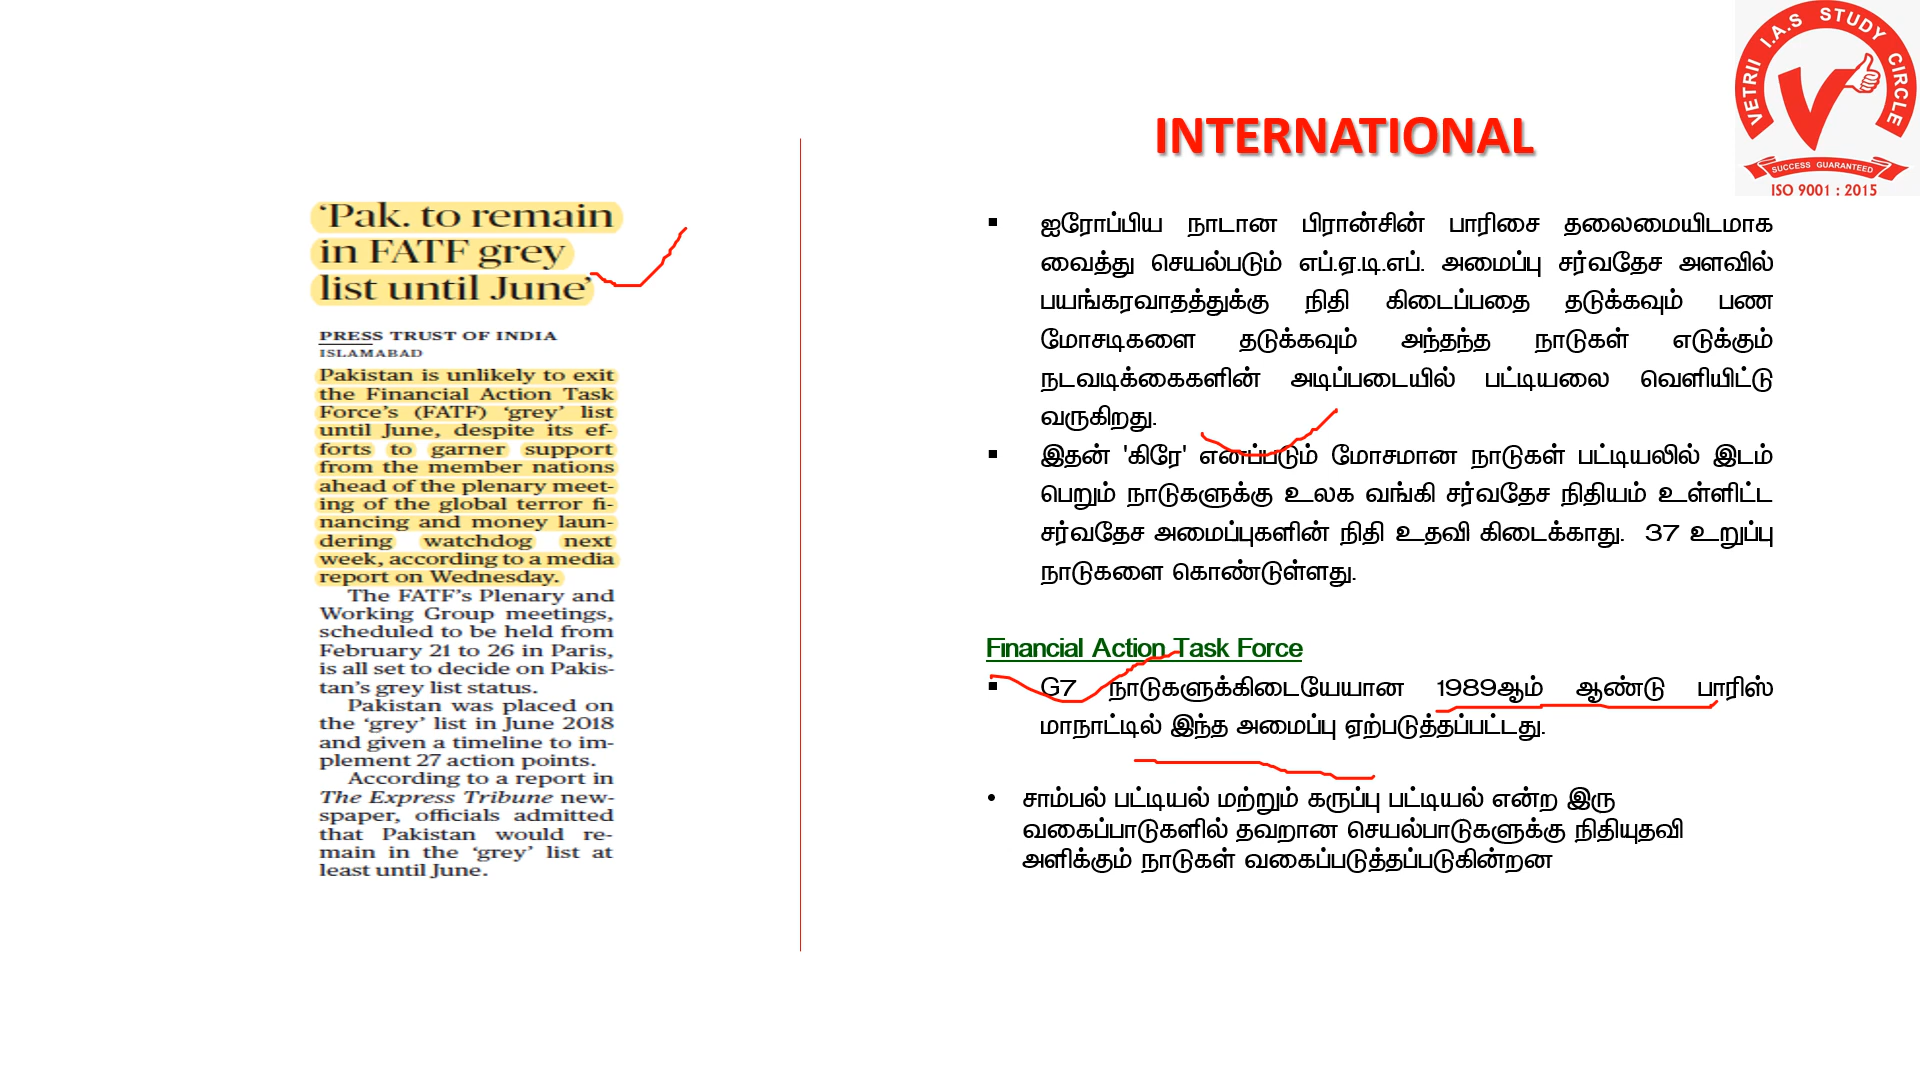 VETRII I.A.S STUDY CIRCLE
SUCCESS GUARANTEED
ISO 9001 : 2015
‘Pak. to remain
in FATF grey
list until June’
PRESS TRUST OF INDIA
ISLAMABAD
Pakistan is unlikely to exit
the Financial Action Task
Force’s (FATF) ‘grey’ list
until June, despite its ef-
forts to garner support
from the member nations
ahead of the plenary meet-
ing of the global terror fi-
nancing and money laun-
dering watchdog next
week, according to a media
report on Wednesday.
The FATF’s Plenary and
Working Group meetings,
scheduled to be held from
February 21 to 26 in Paris,
is all set to decide on Pakis-
tan’s grey list status.
Pakistan was placed on
the ‘grey’ list in June 2018
and given a timeline to im-
plement 27 action points.
According to a report in
The Express Tribune new-
spaper, officials admitted
that Pakistan would re-
main in the ‘grey’ list at
least until June.
INTERNATIONAL
▪ ஐரோப்பிய நாடான பிரான்சின் பாரிசை தலைமையிடமாக
வைத்து செயல்படும் எப்.ஏ.டி.எப். அமைப்பு சர்வதேச அளவில்
பயங்கரவாதத்துக்கு நிதி கிடைப்பதை தடுக்கவும் பண
மோசடிகளை தடுக்கவும் அந்தந்த நாடுகள் எடுக்கும்
நடவடிக்கைகளின் அடிப்படையில் பட்டியலை வெளியிட்டு
வருகிறது.
▪ இதன் 'கிரே' எனப்படும் மோசமான நாடுகள் பட்டியலில் இடம்
பெறும் நாடுகளுக்கு உலக வங்கி சர்வதேச நிதியம் உள்ளிட்ட
சர்வதேச அமைப்புகளின் நிதி உதவி கிடைக்காது. 37 உறுப்பு
நாடுகளை கொண்டுள்ளது.
Financial Action Task Force
▪ G7 நாடுகளுக்கிடையேயான 1989ஆம் ஆண்டு பாரிஸ்
மாநாட்டில் இந்த அமைப்பு ஏற்படுத்தப்பட்டது.
• சாம்பல் பட்டியல் மற்றும் கருப்பு பட்டியல் என்ற இரு
வகைப்பாடுகளில் தவறான செயல்பாடுகளுக்கு நிதியுதவி
அளிக்கும் நாடுகள் வகைப்படுத்தப்படுகின்றன